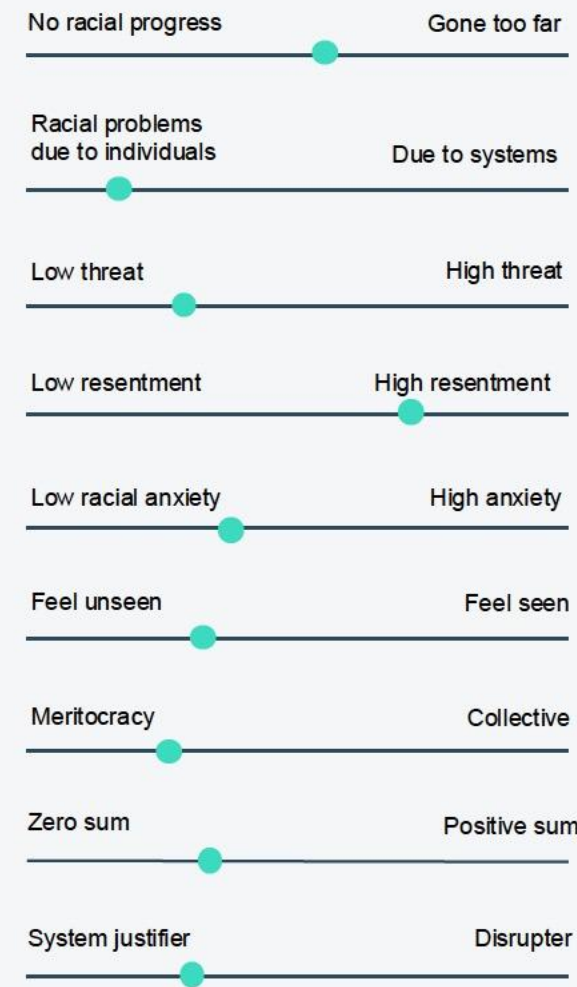 No racial progress
Gone too far
Racial problems
due to individuals
Due to systems
Low threat
High threat
Low resentment
High resentment
Low racial anxiety
High anxiety
Feel unseen
Feel seen
Meritocracy
Collective
Zero sum
Positive sum
System justifier
Disrupter